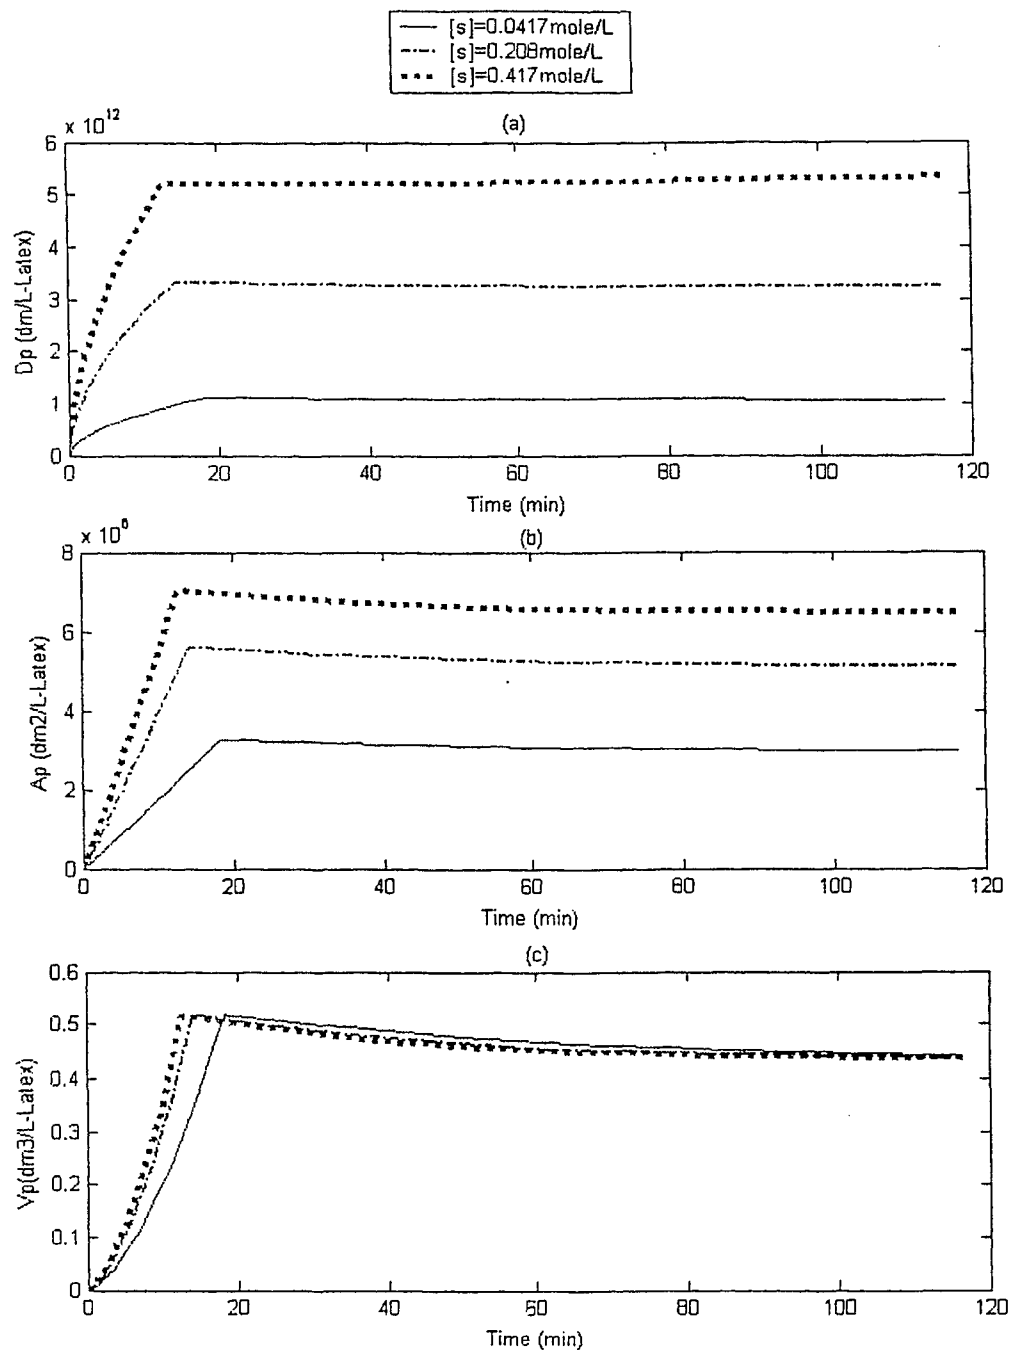 [s]=0.0417mole/L
[s]=0.208mole/L
[s]=0.417mole/L
(a)
x 10^12
Dp (dm/L-Latex)
6
5
4
3
2
1
0
0 20 40 60 80 100 120
Time (min)
(b)
x 10^6
Ap (dm2/L-Latex)
8
6
4
2
0
0 20 40 60 80 100 120
Time (min)
(c)
Vp(dm3/L-Latex)
0.6
0.5
0.4
0.3
0.2
0.1
0
0 20 40 60 80 100 120
Time (min)